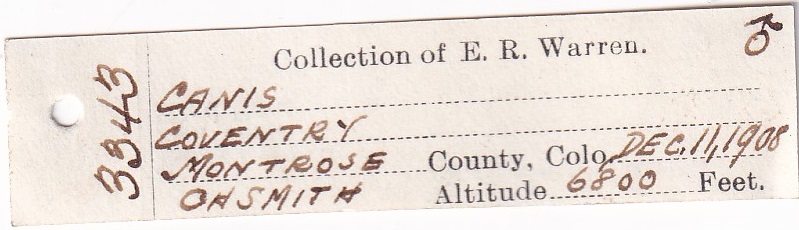 3343
Collection of E. R. Warren. ♂
CANIS
COVENTRY
MONTROSE County, Colo. DEC. 11, 1908
OHSMITH Altitude 6800 Feet.